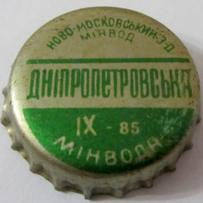 НОВО-МОСКОВСЬКИЙ З-Д
МІНВОД
ДНІПРОПЕТРОВСЬКА
IX - 85
МІНВОДА